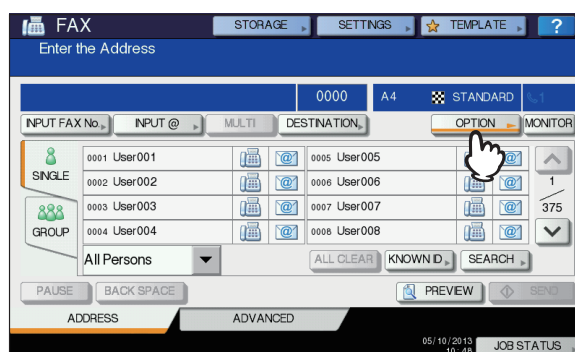 FAX STORAGE SETTINGS TEMPLATE ?
Enter the Address
0000 A4 STANDARD 1
INPUT FAX No. INPUT @ MULTI DESTINATION OPTION MONITOR
SINGLE
0001 User001 @ 0005 User005 @
0002 User002 @ 0006 User006 @
1
GROUP
0003 User003 @ 0007 User007 @
375
0004 User004 @ 0008 User008 @
All Persons ALL CLEAR KNOWN ID SEARCH
PAUSE BACK SPACE PREVIEW SEND
ADDRESS ADVANCED
05/10/2013
10:48 JOB STATUS